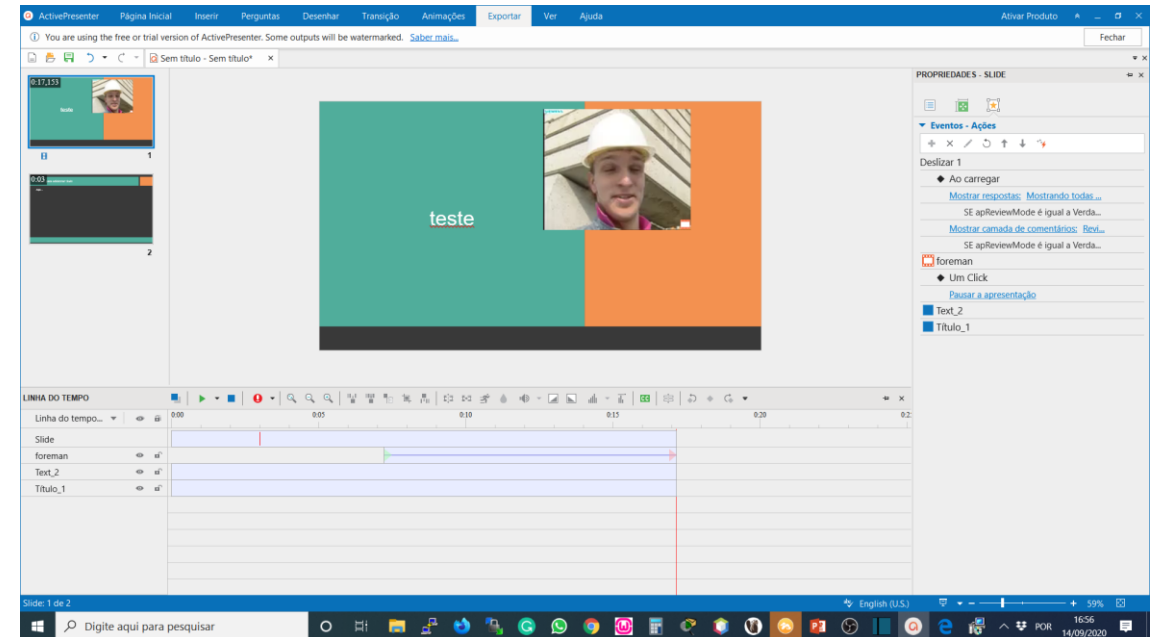 ActivePresenter Página Inicial Inserir Perguntas Desenhar Transição Animações Exportar Ver Ajuda Ativar Produto
You are using the free or trial version of ActivePresenter. Some outputs will be watermarked. Saber mais... Fechar
Sem título - Sem título*
PROPRIEDADES - SLIDE
0:17,153
teste
1
0:03
2
teste
Eventos - Ações
Deslizar 1
Ao carregar
Mostrar respostas: Mostrando todas ...
SE apReviewMode é igual a Verda...
Mostrar camada de comentários: Revi...
SE apReviewMode é igual a Verda...
foreman
Um Click
Pausar a apresentação
Text_2
Título_1
LINHA DO TEMPO
Linha do tempo... 0:00 0:05 0:10 0:15 0:20 0:2
Slide
foreman
Text_2
Título_1
Slide: 1 de 2 English (U.S.) 59%
Digite aqui para pesquisar POR 16:56
14/09/2020